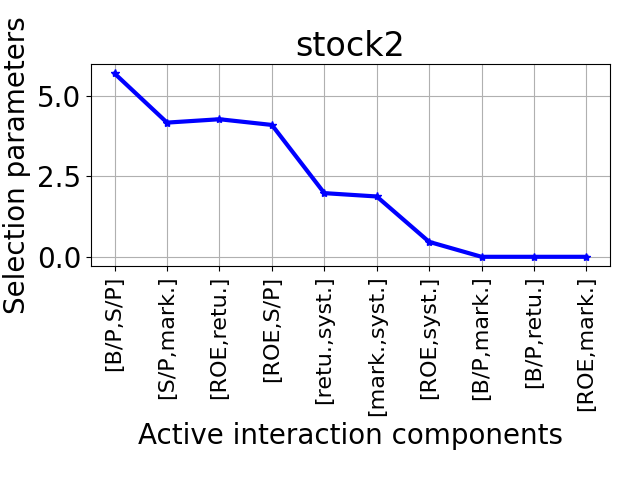 stock2
Selection parameters
5.0
2.5
0.0
[B/P,S/P]
[S/P,mark.]
[ROE,retu.]
[ROE,S/P]
[retu.,syst.]
[mark.,syst.]
[ROE,syst.]
[B/P,mark.]
[B/P,retu.]
[ROE,mark.]
Active interaction components